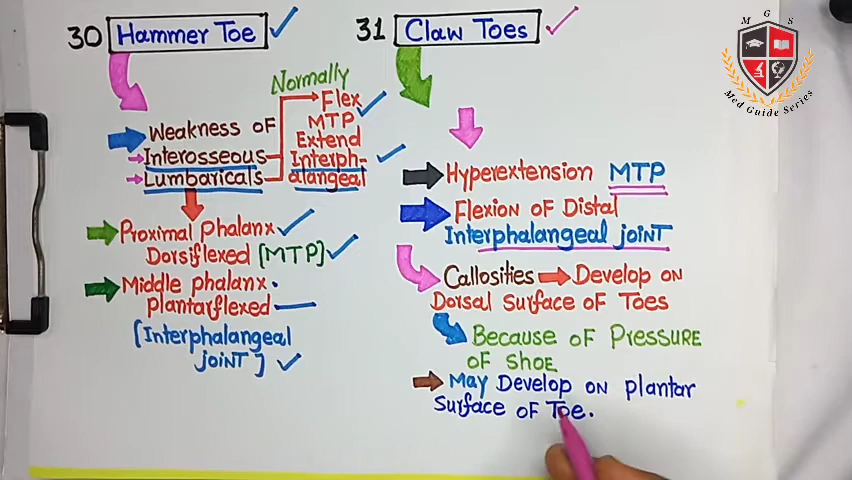 30 Hammer Toe
Normally
Flex
MTP
Extend
Interph-
alangeal
Weakness of
Interosseous
Lumbaricals
Proximal Phalanx
Dorsiflexed [MTP]
Middle phalanx.
plantarflexed
[Interphalangeal
joint]
31 Claw Toes
Hyperextension MTP
Flexion of Distal
Interphalangeal joint
Callosities Develop on
Dorsal Surface of Toes
Because of Pressure
of shoe
May Develop on plantar
Surface of Toe.
M G S
Med Guide Series